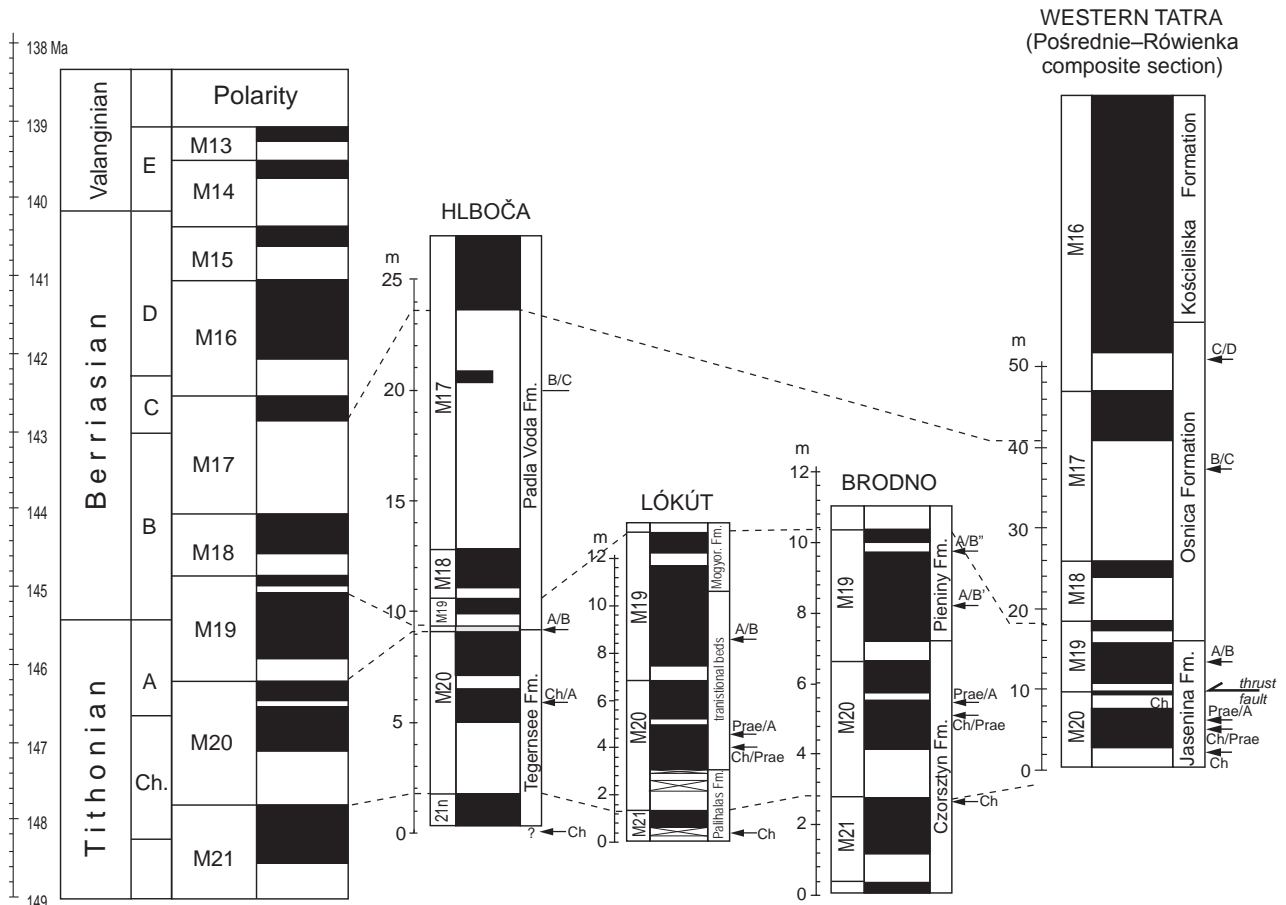 138 Ma
139
140
141
142
143
144
145
146
147
148
149
Valanginian
Berriasian
Tithonian
E
D
C
B
A
Ch.
Polarity
M13
M14
M15
M16
M17
M18
M19
M20
M21
HLBOČA
m
25
20
15
10
5
0
M17
M18
M19
M20
21n
Padla Voda Fm.
Tegernsee Fm.
B/C
A/B
Ch/A
? Ch
LÓKÚT
m
12
10
8
6
4
2
0
M19
M20
M21
Mogyor. Fm.
tranistional beds
Palihalas Fm.
A/B
Prae/A
Ch/Prae
Ch
BRODNO
m
12
10
8
6
4
2
0
M19
M20
M21
Pieniny Fm.
Czorsztyn Fm.
A/B"
A/B'
Prae/A
Ch/Prae
Ch
WESTERN TATRA
(Pośrednie–Rówienka
composite section)
m
50
40
30
20
10
0
M16
M17
M18
M19
M20
Kościeliska Formation
Osnica Formation
Jasenina Fm.
C/D
B/C
A/B
thrust
fault
Ch
Prae/A
Ch/Prae
Ch